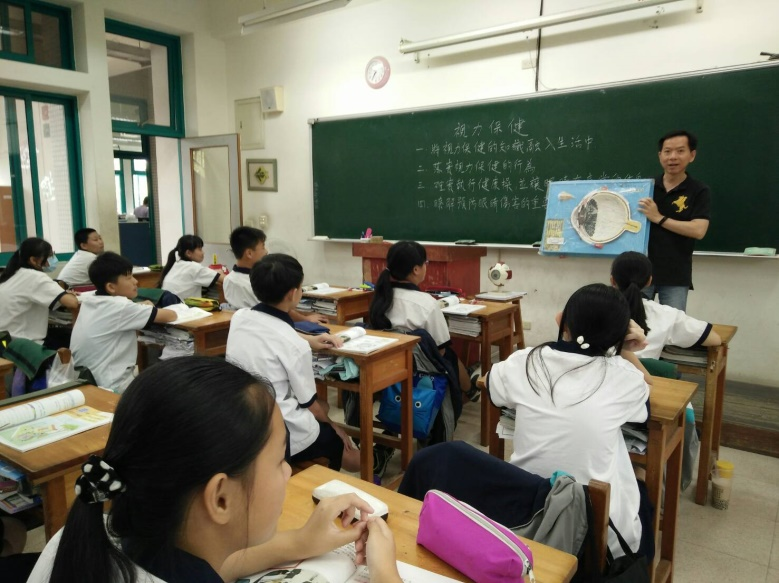 視力保健
一、將視力保健的知識融入生活中
二、落實視力保健的行為
三、確實執行健康操
四、瞭解預防眼睛傷害的重